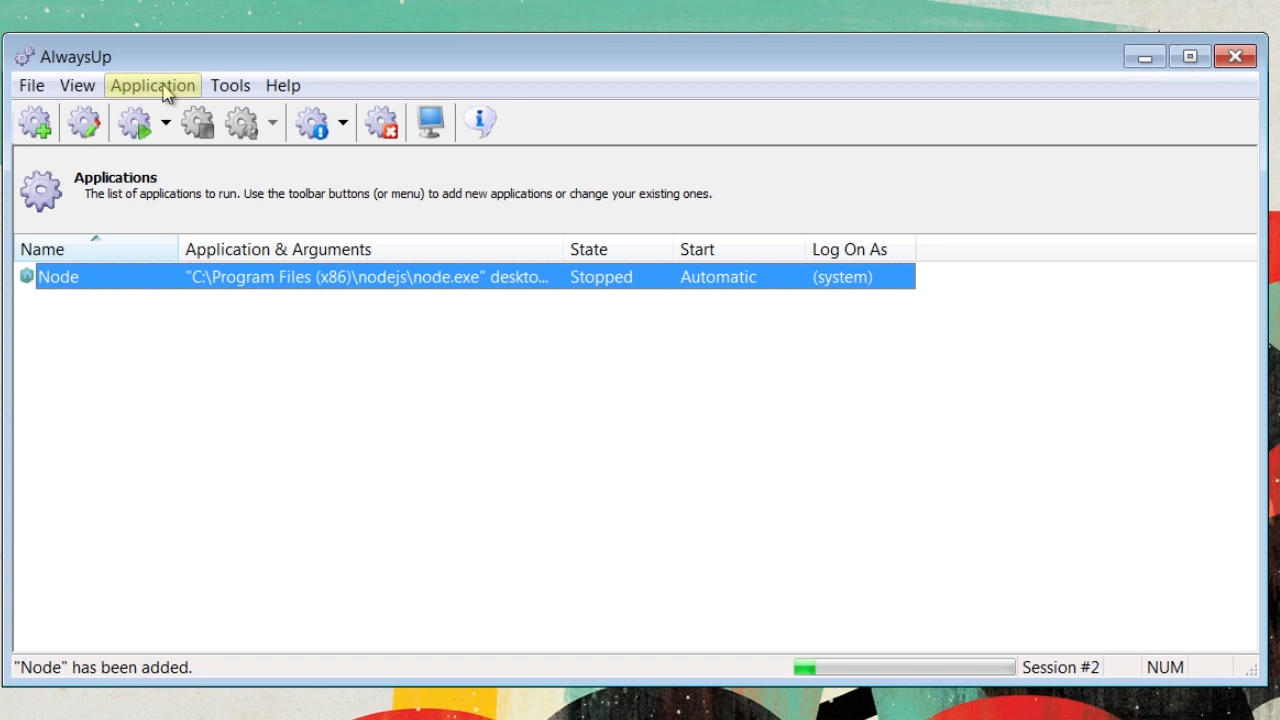 AlwaysUp
File View Application Tools Help
Applications
The list of applications to run. Use the toolbar buttons (or menu) to add new applications or change your existing ones.
Name Application & Arguments State Start Log On As
Node "C:\Program Files (x86)\nodejs\node.exe" deskto... Stopped Automatic (system)
"Node" has been added. Session #2 NUM